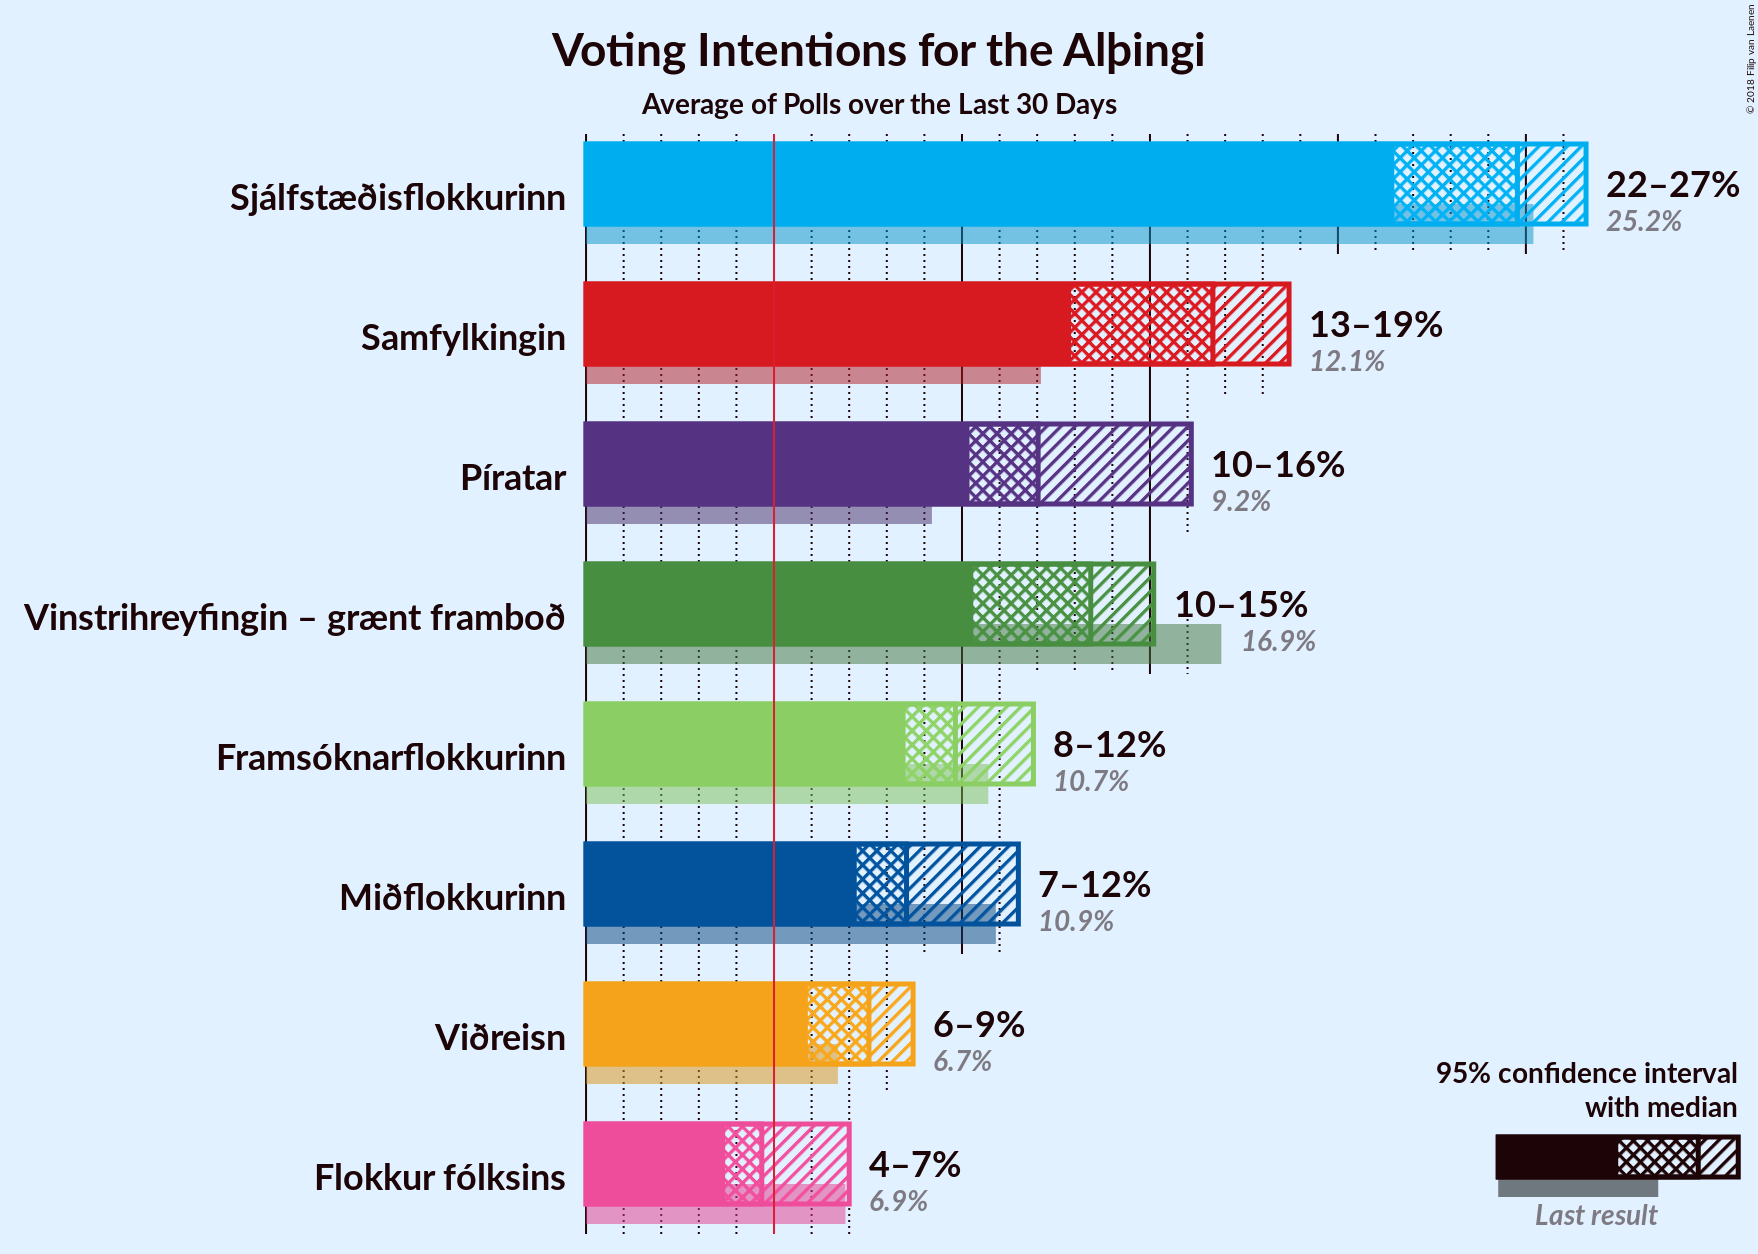 Voting Intentions for the Alþingi
Average of Polls over the Last 30 Days
© 2018 Filip van Laenen
Sjálfstæðisflokkurinn
22–27%
25.2%
Samfylkingin
13–19%
12.1%
Píratar
10–16%
9.2%
Vinstrihreyfingin – grænt framboð
10–15%
16.9%
Framsóknarflokkurinn
8–12%
10.7%
Miðflokkurinn
7–12%
10.9%
Viðreisn
6–9%
6.7%
Flokkur fólksins
4–7%
6.9%
95% confidence interval
with median
Last result